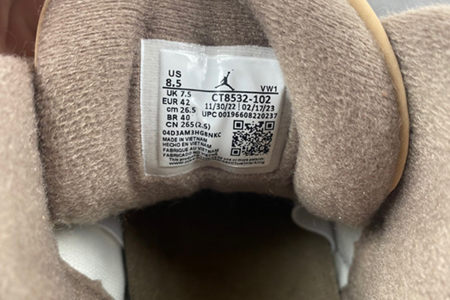 US
8.5
VW1
UK 7.5
EUR 42
cm 26.5
BR 40
CN 265(2.5)
CT8532-102
11/30/22 | 02/17/23
UPC 00196608220237
04D3AM3HG8NKC
MADE IN VIETNAM
HECHO EN VIETNAM
FABRIQUÉ AU VIETNAM
FABRICADO NO